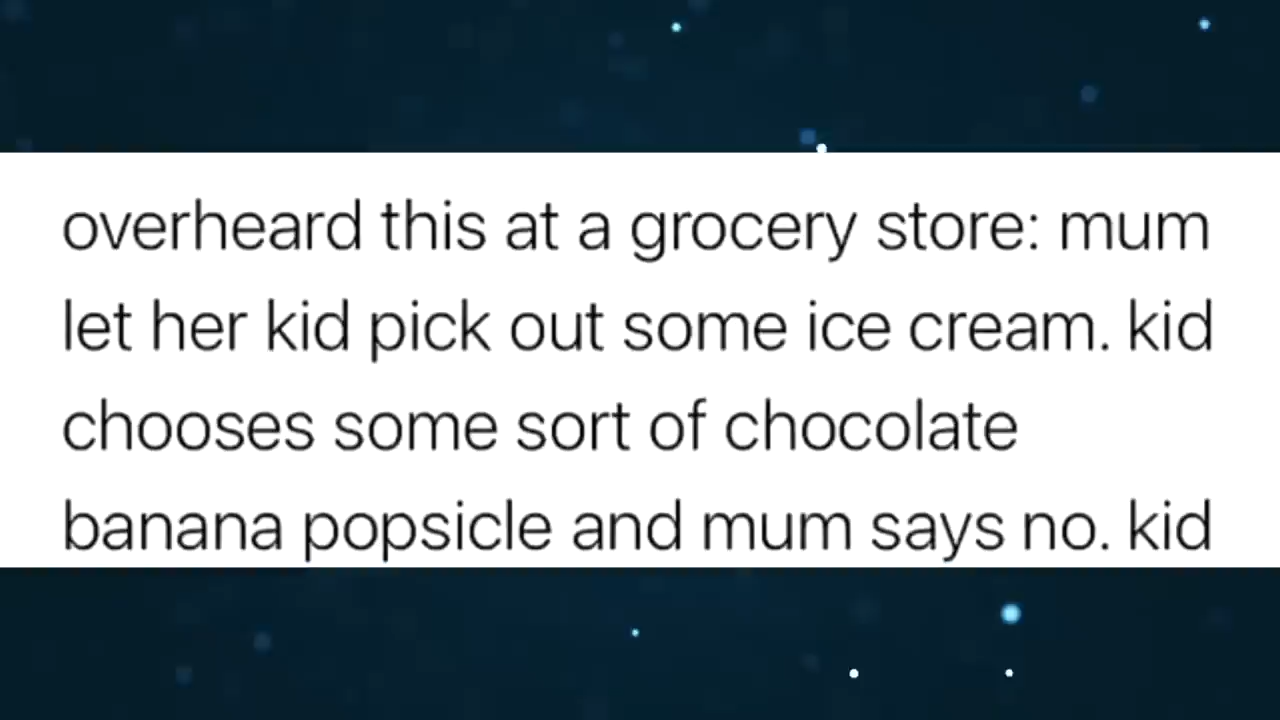 overheard this at a grocery store: mum
let her kid pick out some ice cream. kid
chooses some sort of chocolate
banana popsicle and mum says no. kid